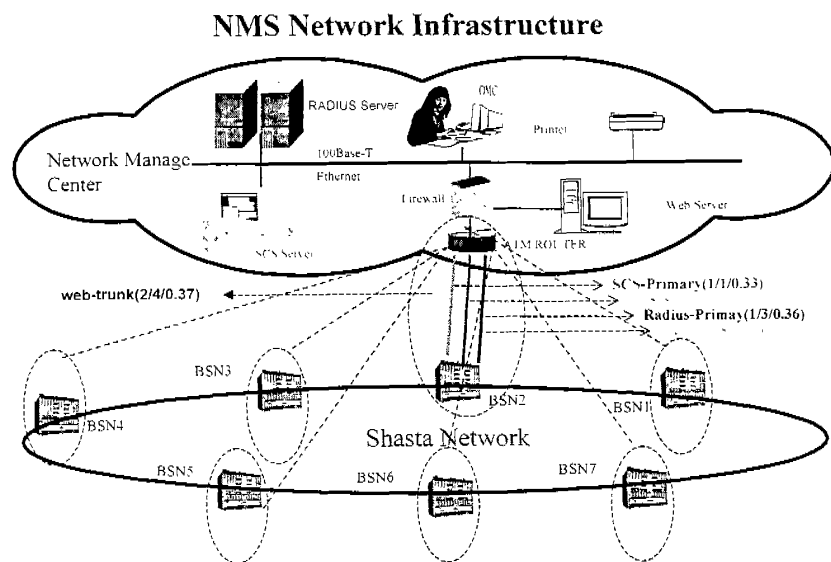 NMS Network Infrastructure
RADIUS Server
OMC
Printer
100Base-T
Ethernet
Network Manage
Center
Firewall
Web Server
SCS Server
ROUTER
web-trunk(2/4/0.37)
SCS-Primary(1/1/0.33)
Radius-Primay(1/3/0.36)
BSN3
BSN2
BSN1
BSN4
Shasta Network
BSN5
BSN6
BSN7